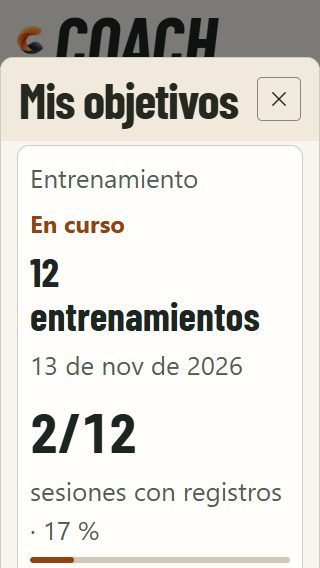 COACH
Mis objetivos
Entrenamiento
En curso
12
entrenamientos
13 de nov de 2026
2/12
sesiones con registros
· 17 %